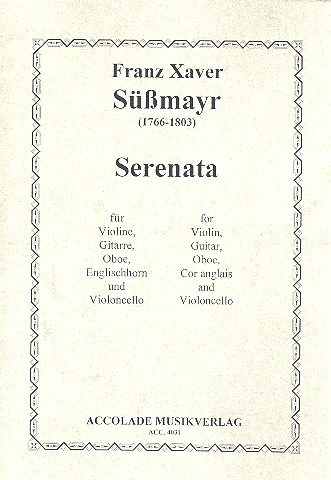 Franz Xaver
Süßmayr
(1766-1803)
Serenata
für
Violine,
Gitarre,
Oboe,
Englischhorn
und
Violoncello
for
Violin,
Guitar,
Oboe,
Cor anglais
and
Violoncello
ACCOLADE MUSIKVERLAG
ACC. 4031